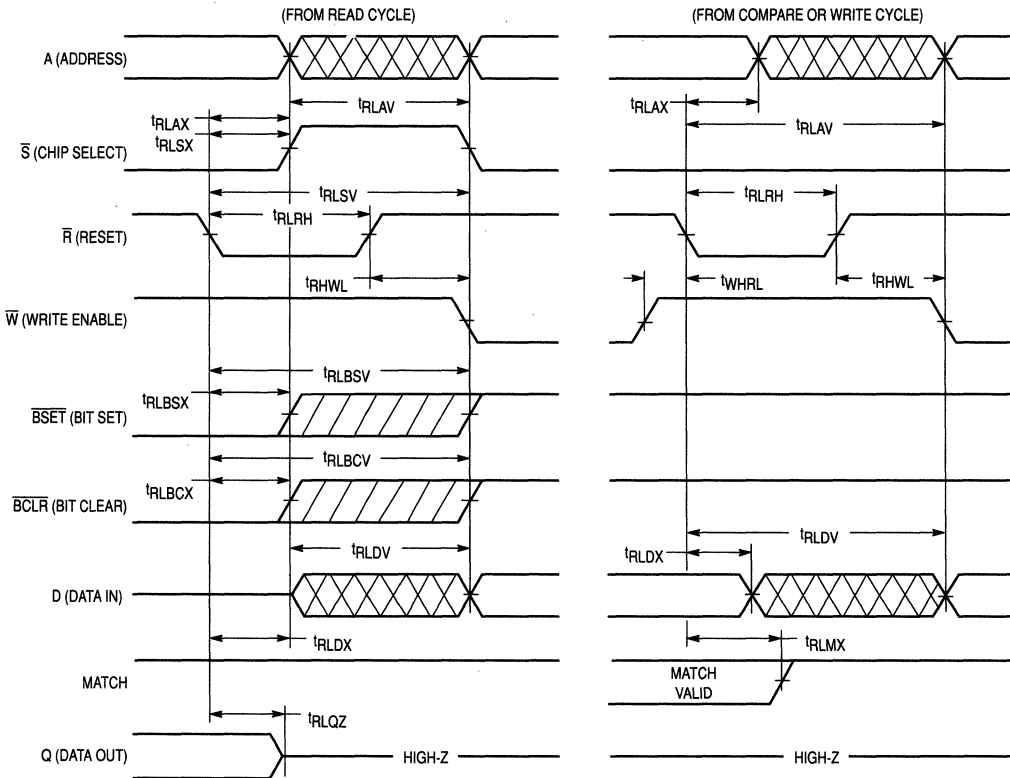 (FROM READ CYCLE) (FROM COMPARE OR WRITE CYCLE)
A (ADDRESS)
tRLAV tRLAX
tRLAX tRLAV
tRLSX
S (CHIP SELECT)
tRLSV
tRLRH tRLRH
R (RESET)
tRHWL tWHRL tRHWL
W (WRITE ENABLE)
tRLBSV
tRLBSX
BSET (BIT SET)
tRLBCV
tRLBCX
BCLR (BIT CLEAR)
tRLDV tRLDV
tRLDX
D (DATA IN)
tRLDX tRLMX
MATCH MATCH
VALID
tRLQZ
Q (DATA OUT) HIGH-Z HIGH-Z